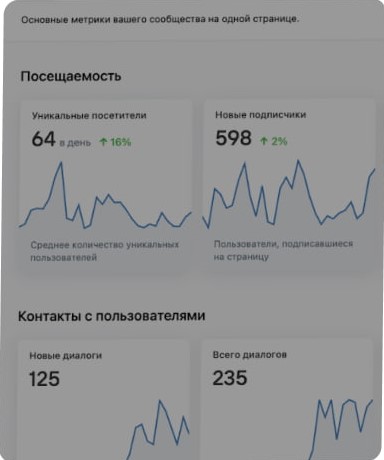 Основные метрики вашего сообщества на одной странице.
Посещаемость
Уникальные посетители
64 в день ↑ 16%
Среднее количество уникальных
пользователей
Новые подписчики
598 ↑ 2%
Пользователи, подписавшиеся
на страницу
Контакты с пользователями
Новые диалоги
125
Всего диалогов
235